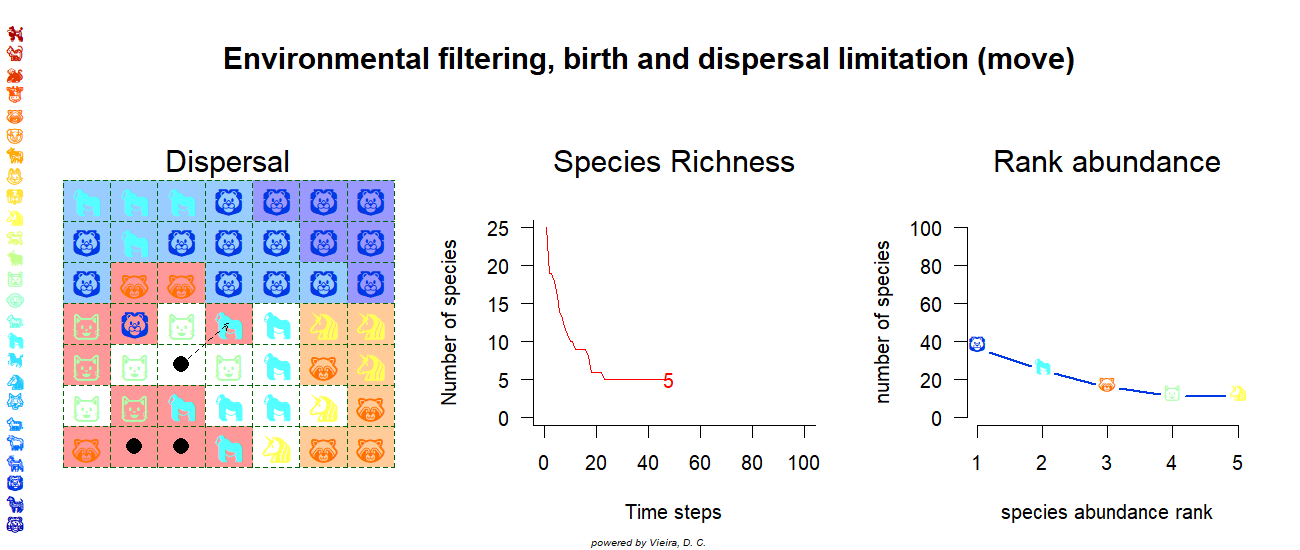 Environmental filtering, birth and dispersal limitation (move)
Dispersal
Species Richness
Number of species
25
20
15
10
5
0
5
0 20 40 60 80 100
Time steps
Rank abundance
number of species
100
80
60
40
20
0
1 2 3 4 5
species abundance rank
powered by Vieira, D. C.